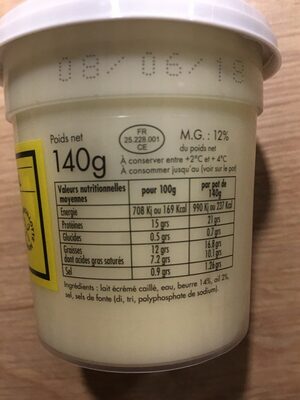 08/06/18
Poids net
140g
FR
25.228.001
CE
M.G. : 12%
du poids net
À conserver entre +2°C et + 4°C
À consommer jusqu'au (voir sur le pot)
Valeurs nutritionnelles moyennes pour 100g par pot de 140g
Energie 708 Kj ou 169 Kcal 990 Kj ou 237 Kcal
Protéines 15 grs 21 grs
Glucides 0.5 grs 0.7 grs
Graisses 12 grs 16.8 grs
dont acides gras saturés 7.2 grs 10.1 grs
Sel 0.9 grs 1.26 grs
Ingrédients : lait écrémé caillé, eau, beurre 14%, ail 2%,
sel, sels de fonte (di, tri, polyphosphate de sodium).